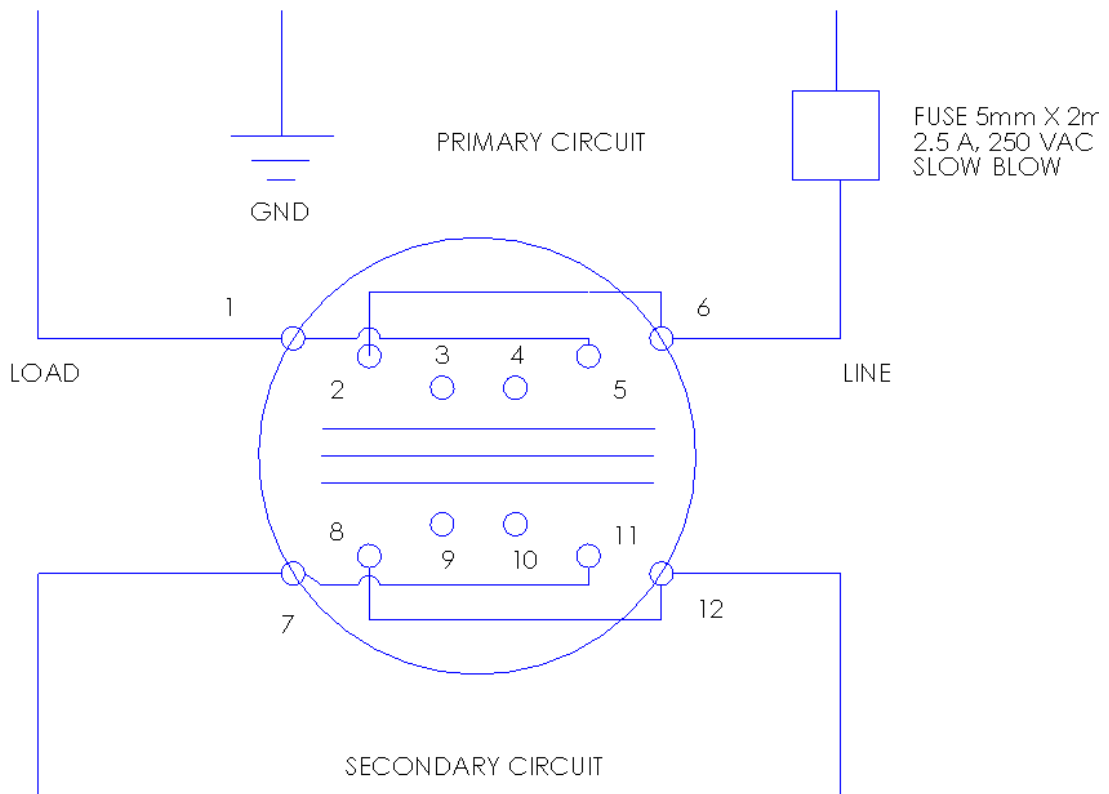 PRIMARY CIRCUIT
FUSE 5mm X 2m
2.5 A, 250 VAC
SLOW BLOW
GND
1
6
LOAD
2
3
4
5
LINE
8
9
10
11
7
12
SECONDARY CIRCUIT